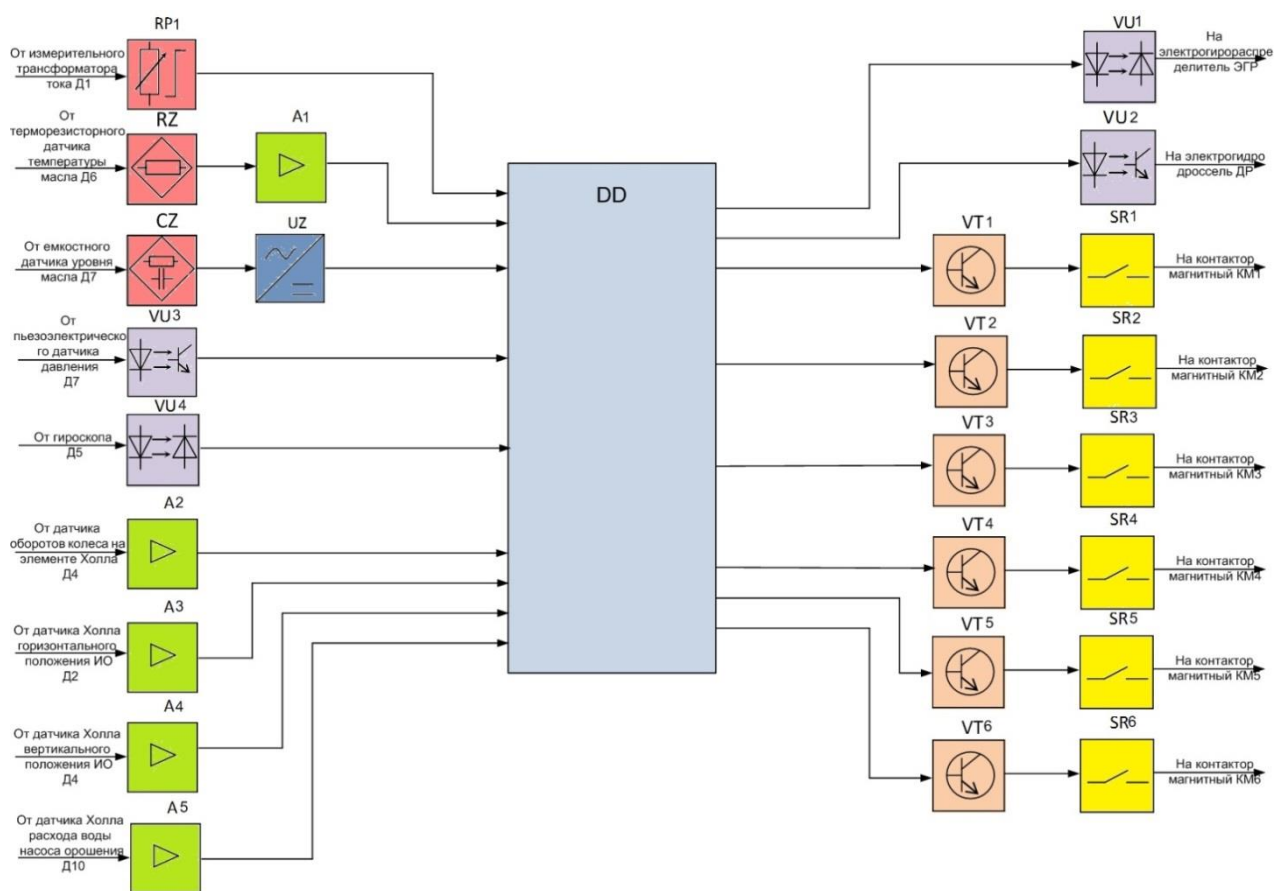 RP1
От измерительного
трансформатора
тока Д1
RZ
От
терморезисторного
датчика
температуры
масла Д6
A1
CZ
UZ
От емкостного
датчика уровня
масла Д7
VU3
От
пьезоэлектрическо
го датчика
давления
Д7
VU4
От гироскопа
Д5
A2
От датчика
оборотов колеса на
элементе Холла
Д4
A3
От датчика Холла
горизонтального
положения ИО
Д2
A4
От датчика Холла
вертикального
положения ИО
Д4
A5
От датчика Холла
расхода воды
насоса орошения
Д10
DD
VU1
На
электрогирораспре
делитель ЭГР
VU2
На электрогидро
дроссель ДР
VT1
SR1
На контактор
магнитный КМ1
VT2
SR2
На контактор
магнитный КМ2
VT3
SR3
На контактор
магнитный КМ3
VT4
SR4
На контактор
магнитный КМ4
VT5
SR5
На контактор
магнитный КМ5
VT6
SR6
На контактор
магнитный КМ6